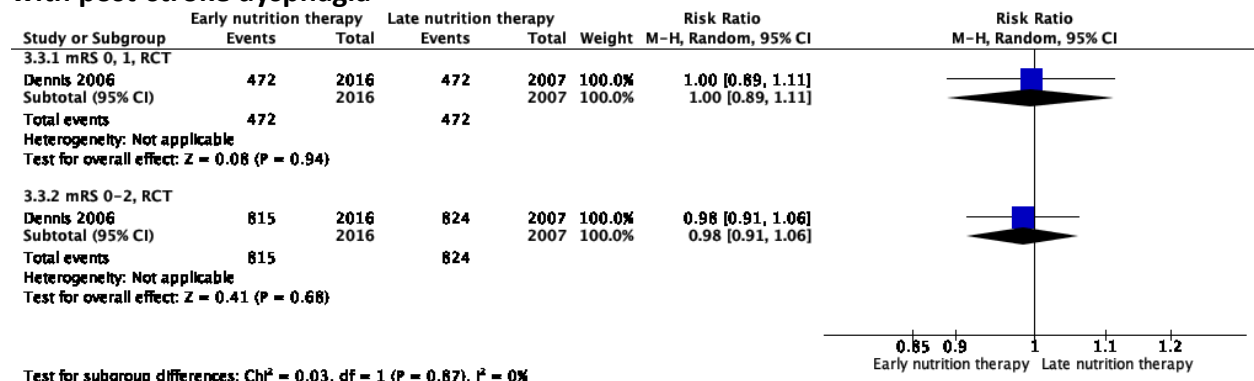 with post-stroke dysphagia
Early nutrition therapy Late nutrition therapy Risk Ratio Risk Ratio
Study or Subgroup Events Total Events Total Weight M-H, Random, 95% CI M-H, Random, 95% CI
3.3.1 mRS 0, 1, RCT
Dennis 2006 472 2016 472 2007 100.0% 1.00 [0.89, 1.11]
Subtotal (95% CI) 2016 2007 100.0% 1.00 [0.89, 1.11]
Total events 472 472
Heterogeneity: Not applicable
Test for overall effect: Z = 0.08 (P = 0.94)
3.3.2 mRS 0-2, RCT
Dennis 2006 815 2016 824 2007 100.0% 0.98 [0.91, 1.06]
Subtotal (95% CI) 2016 2007 100.0% 0.98 [0.91, 1.06]
Total events 815 824
Heterogeneity: Not applicable
Test for overall effect: Z = 0.41 (P = 0.68)
0.85 0.9 1 1.1 1.2
Early nutrition therapy Late nutrition therapy
Test for subgroup differences: Chi² = 0.03, df = 1 (P = 0.87), I² = 0%